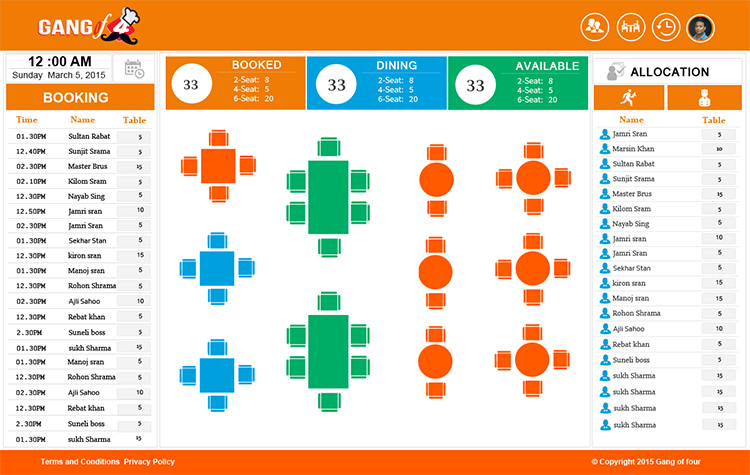 GANG of 4
12 :00 AM
Sunday March 5, 2015
BOOKING
Time Name Table
01.30PM Sultan Rabat 5
12.40PM Sunjit Srama 5
02.30PM Master Brus 15
02.10PM Kilom Sram 5
12.30PM Nayab Sing 5
12.50PM Jamri sran 10
02.30PM Jamri Sran 5
01.30PM Sekhar Stan 5
12.30PM kiron sran 15
01.30PM Manoj sran 5
12.30PM Rohon Shrama 5
02.30PM Ajli Sahoo 10
12.30PM Rebat khan 5
2.30PM Suneli boss 5
01.30PM sukh Sharma 15
01.30PM Manoj sran 5
12.30PM Rohon Shrama 5
02.30PM Ajli Sahoo 10
12.30PM Rebat khan 5
2.30PM Suneli boss 5
01.30PM sukh Sharma 15
33
BOOKED
2-Seat: 8
4-Seat: 5
6-Seat: 20
33
DINING
2-Seat: 8
4-Seat: 5
6-Seat: 20
33
AVAILABLE
2-Seat: 8
4-Seat: 5
6-Seat: 20
ALLOCATION
Name Table
Jamri Sran 5
Marsin Khan 10
Sultan Rabat 5
Sunjit Srama 5
Master Brus 15
Kilom Sram 5
Nayab Sing 5
Jamri sran 10
Jamri Sran 5
Sekhar Stan 5
kiron sran 15
Manoj sran 15
Rohon Shrama 5
Ajli Sahoo 10
Rebat khan 5
Suneli boss 5
sukh Sharma 15
sukh Sharma 15
sukh Sharma 15
sukh Sharma 15
Terms and Conditions Privacy Policy
© Copyright 2015 Gang of four